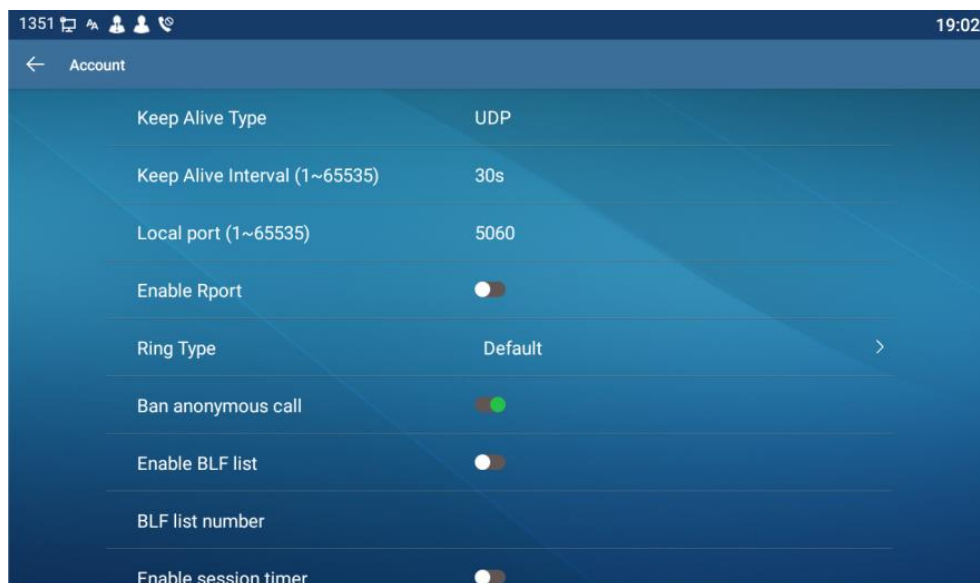 1351 AA 19:02
Account
Keep Alive Type UDP
Keep Alive Interval (1~65535) 30s
Local port (1~65535) 5060
Enable Rport
Ring Type Default
Ban anonymous call
Enable BLF list
BLF list number
Enable session timer